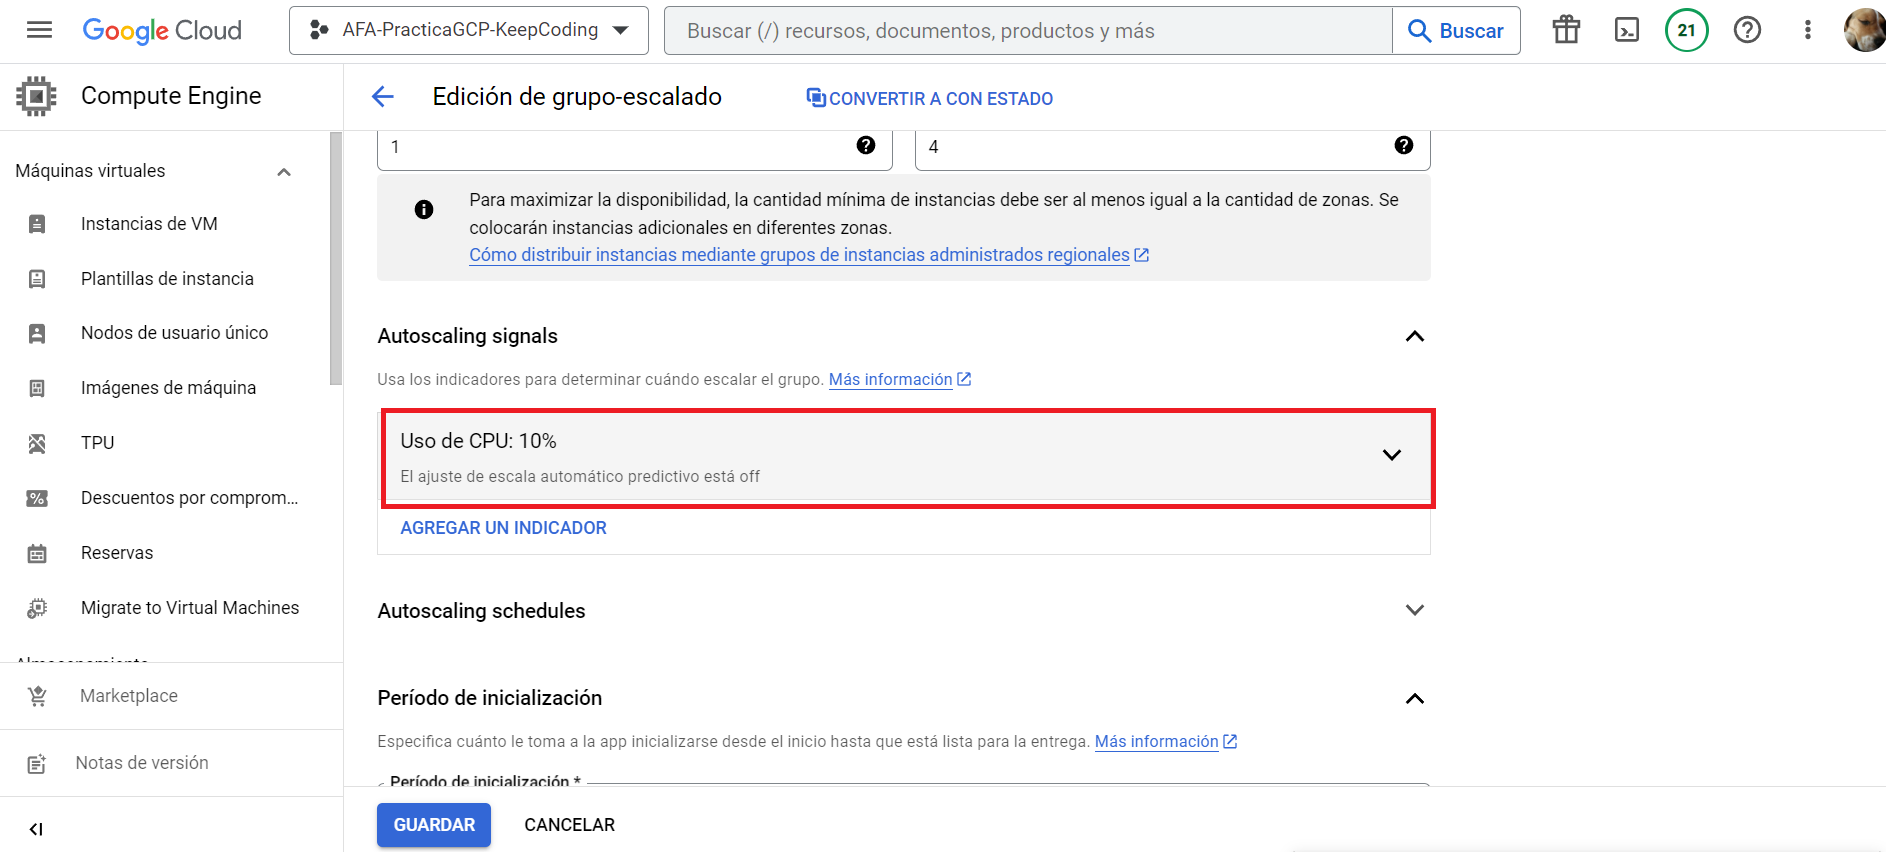 Google Cloud
AFA-PracticaGCP-KeepCoding
Buscar (/) recursos, documentos, productos y más
Buscar
21
Compute Engine
Edición de grupo-escalado
CONVERTIR A CON ESTADO
Máquinas virtuales
Instancias de VM
Plantillas de instancia
Nodos de usuario único
Imágenes de máquina
TPU
Descuentos por comprom...
Reservas
Migrate to Virtual Machines
Almacenamiento
Marketplace
Notas de versión
1
4
Para maximizar la disponibilidad, la cantidad mínima de instancias debe ser al menos igual a la cantidad de zonas. Se
colocarán instancias adicionales en diferentes zonas.
Cómo distribuir instancias mediante grupos de instancias administrados regionales
Autoscaling signals
Usa los indicadores para determinar cuándo escalar el grupo. Más información
Uso de CPU: 10%
El ajuste de escala automático predictivo está off
AGREGAR UN INDICADOR
Autoscaling schedules
Período de inicialización
Especifica cuánto le toma a la app inicializarse desde el inicio hasta que está lista para la entrega. Más información
Período de inicialización *
GUARDAR
CANCELAR